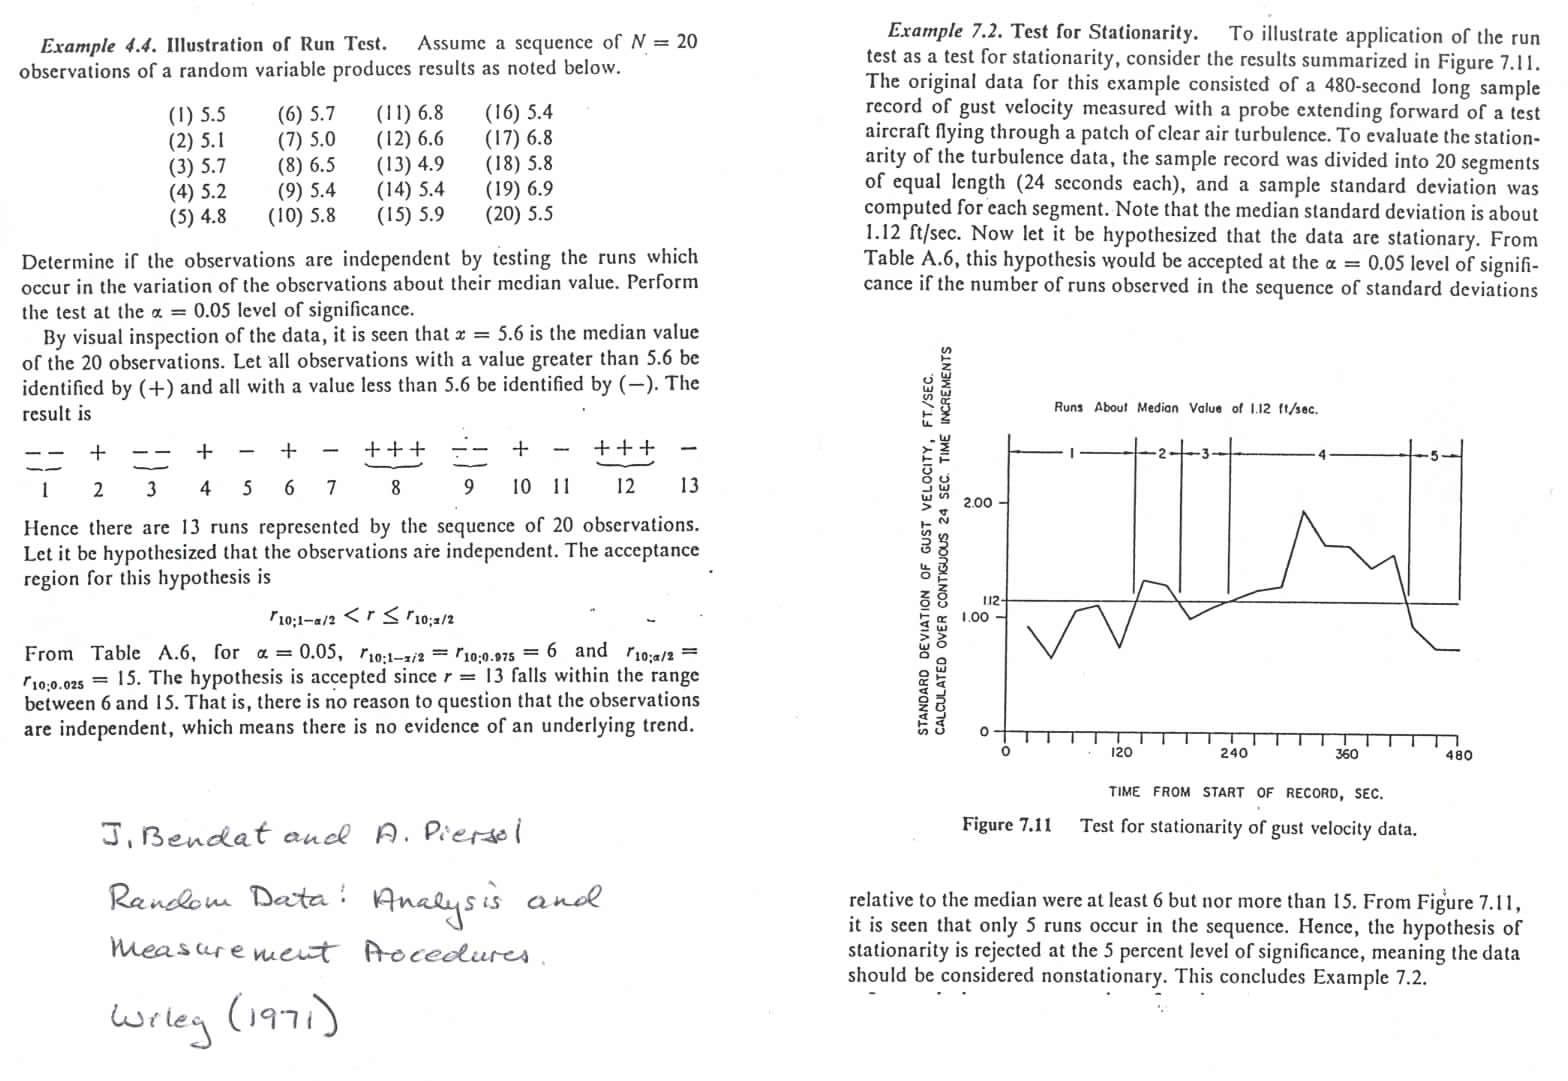 Example 4.4. Illustration of Run Test. Assume a sequence of N = 20
observations of a random variable produces results as noted below.
(1) 5.5 (6) 5.7 (11) 6.8 (16) 5.4
(2) 5.1 (7) 5.0 (12) 6.6 (17) 6.8
(3) 5.7 (8) 6.5 (13) 4.9 (18) 5.8
(4) 5.2 (9) 5.4 (14) 5.4 (19) 6.9
(5) 4.8 (10) 5.8 (15) 5.9 (20) 5.5
Determine if the observations are independent by testing the runs which
occur in the variation of the observations about their median value. Perform
the test at the α = 0.05 level of significance.
By visual inspection of the data, it is seen that x = 5.6 is the median value
of the 20 observations. Let all observations with a value greater than 5.6 be
identified by (+) and all with a value less than 5.6 be identified by (−). The
result is
− − + − − + − + − + + + − − + − + + + −
1 2 3 4 5 6 7 8 9 10 11 12 13
Hence there are 13 runs represented by the sequence of 20 observations.
Let it be hypothesized that the observations are independent. The acceptance
region for this hypothesis is
r10;1−α/2 < r ≤ r10;α/2
From Table A.6, for α = 0.05, r10;1−α/2 = r10;0.975 = 6 and r10;α/2 =
r10;0.025 = 15. The hypothesis is accepted since r = 13 falls within the range
between 6 and 15. That is, there is no reason to question that the observations
are independent, which means there is no evidence of an underlying trend.
J. Bendat and A. Piersol
Random Data: Analysis and
Measurement Procedures.
Wiley (1971)
Example 7.2. Test for Stationarity. To illustrate application of the run
test as a test for stationarity, consider the results summarized in Figure 7.11.
The original data for this example consisted of a 480-second long sample
record of gust velocity measured with a probe extending forward of a test
aircraft flying through a patch of clear air turbulence. To evaluate the station-
arity of the turbulence data, the sample record was divided into 20 segments
of equal length (24 seconds each), and a sample standard deviation was
computed for each segment. Note that the median standard deviation is about
1.12 ft/sec. Now let it be hypothesized that the data are stationary. From
Table A.6, this hypothesis would be accepted at the α = 0.05 level of signifi-
cance if the number of runs observed in the sequence of standard deviations
STANDARD DEVIATION OF GUST VELOCITY, FT/SEC.
CALCULATED OVER CONTIGUOUS 24 SEC. TIME INCREMENTS
Runs About Median Value of 1.12 ft/sec.
1 2 3 4 5
2.00
1.12
1.00
0
0 120 240 360 480
TIME FROM START OF RECORD, SEC.
Figure 7.11 Test for stationarity of gust velocity data.
relative to the median were at least 6 but nor more than 15. From Figure 7.11,
it is seen that only 5 runs occur in the sequence. Hence, the hypothesis of
stationarity is rejected at the 5 percent level of significance, meaning the data
should be considered nonstationary. This concludes Example 7.2.